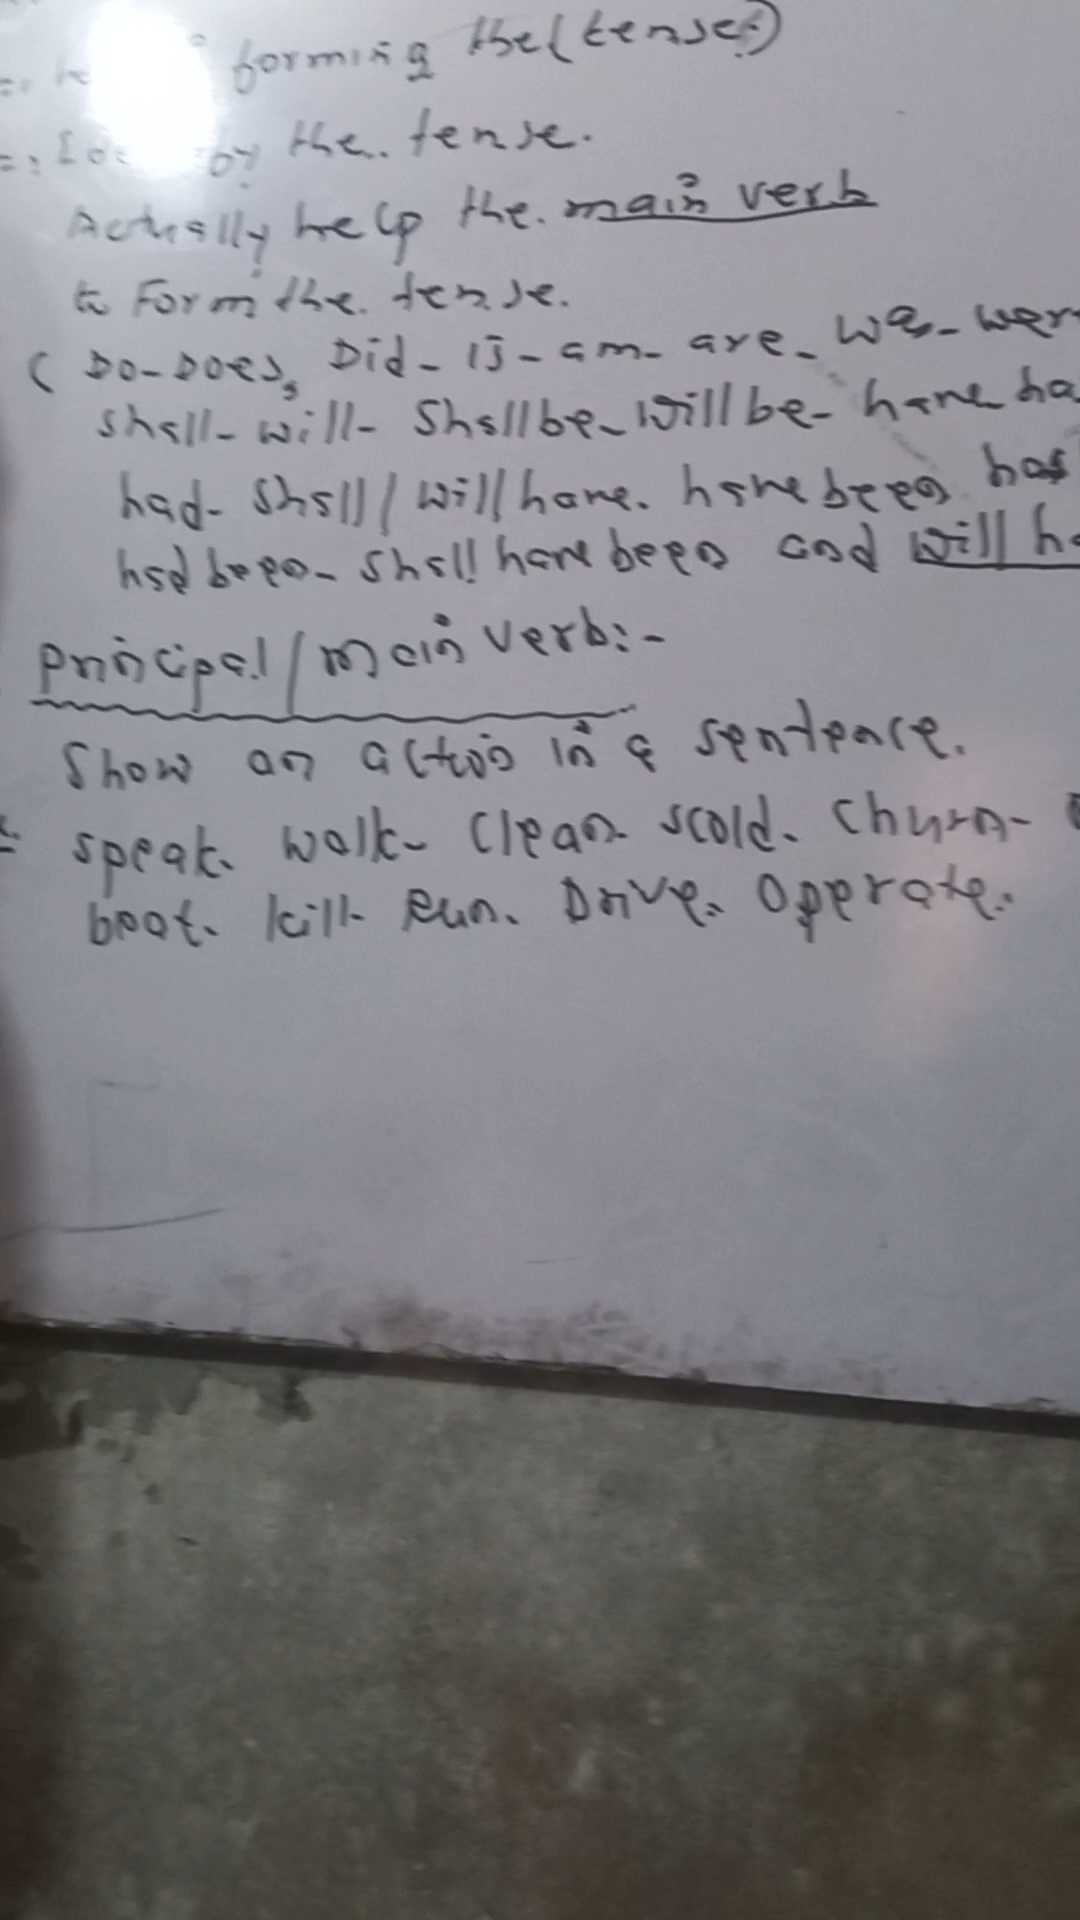 forming the (tense.)
the. tense.
Actually help the. main verb
to Form the. tense.
( Do-Does, Did- is- am- are- was- wer
shall- will- Shall be- will be- have ha
had- shall / will have. have been has
had been- shall have been and will ha
principal / main verb:-
Show an action in a sentence.
speak. walk- clean scold. churn-
beat. kill- Run. Drive. Operate.